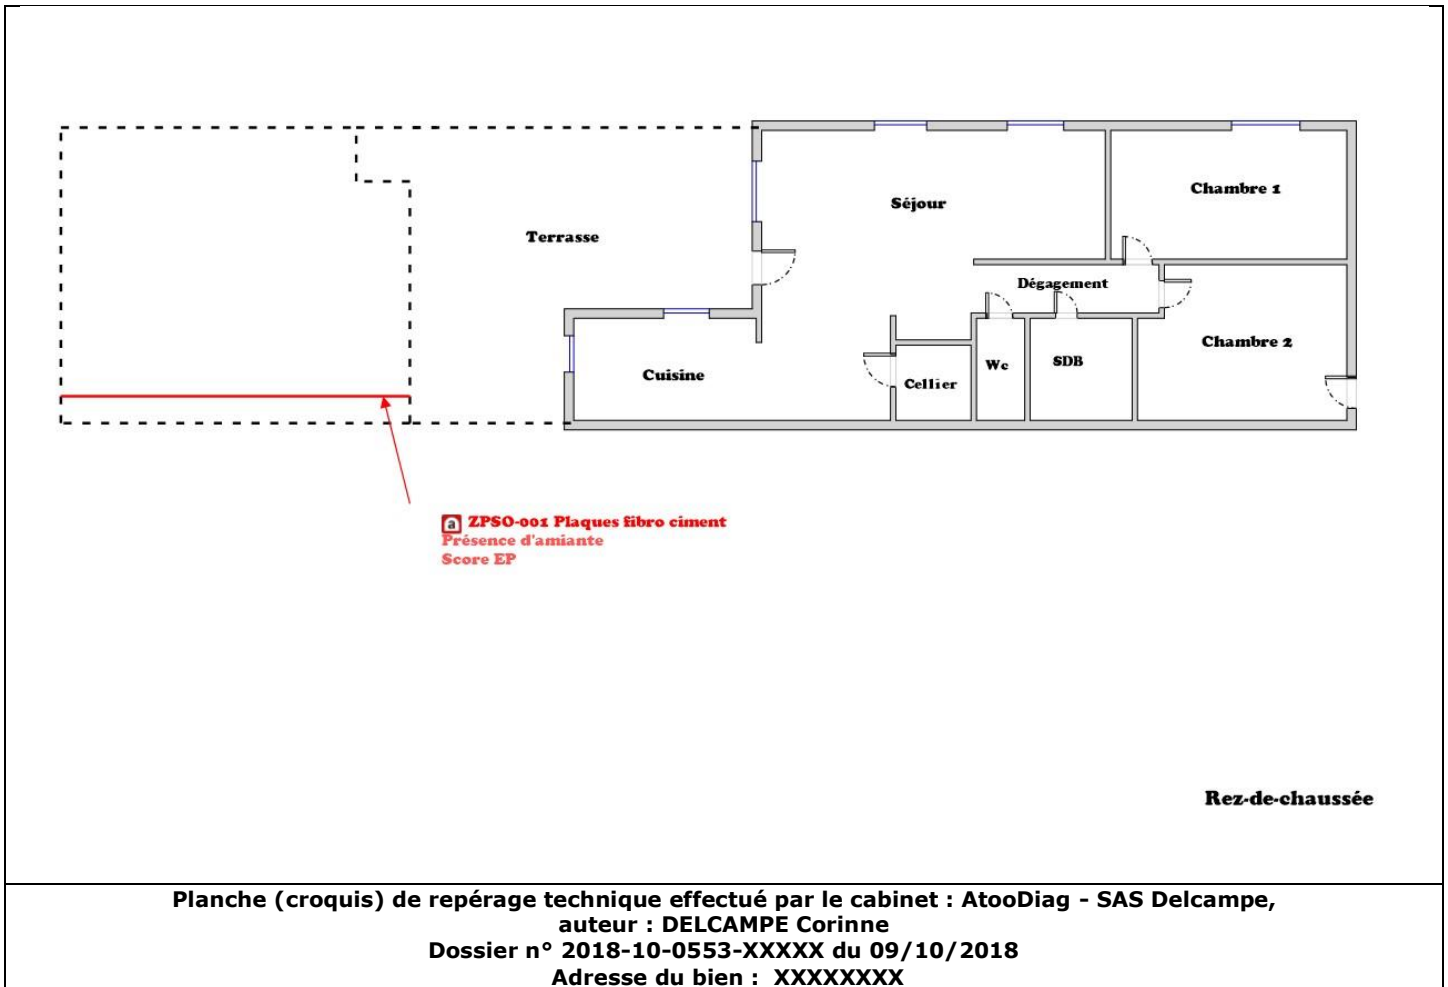 Séjour
Chambre 1
Terrasse
Dégagement
Chambre 2
Cuisine
Cellier
Wc
SDB
a ZPSO-001 Plaques fibro ciment
Présence d'amiante
Score EP
Rez-de-chaussée
Planche (croquis) de repérage technique effectué par le cabinet : AtooDiag - SAS Delcampe,
auteur : DELCAMPE Corinne
Dossier n° 2018-10-0553-XXXXX du 09/10/2018
Adresse du bien : XXXXXXXX